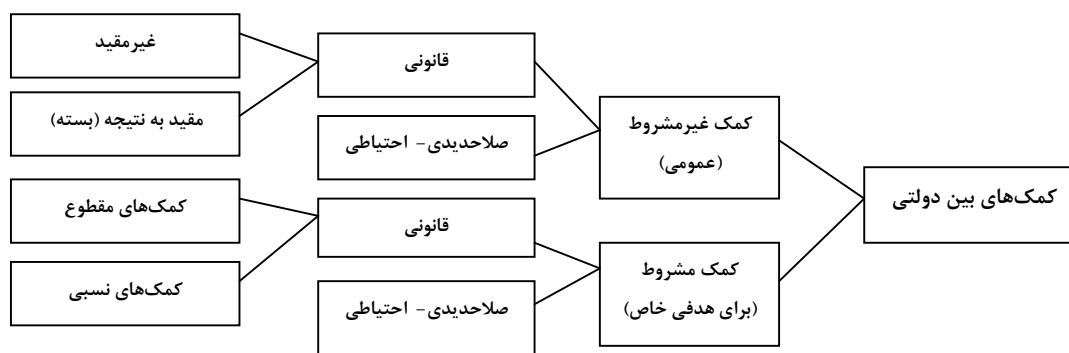 کمک‌های بین دولتی
کمک غیرمشروط
(عمومی)
قانونی
غیرمقید
مقید به نتیجه (بسته)
صلاحدیدی- احتیاطی
کمک مشروط
(برای هدفی خاص)
قانونی
کمک‌های مقطوع
کمک‌های نسبی
صلاحدیدی- احتیاطی